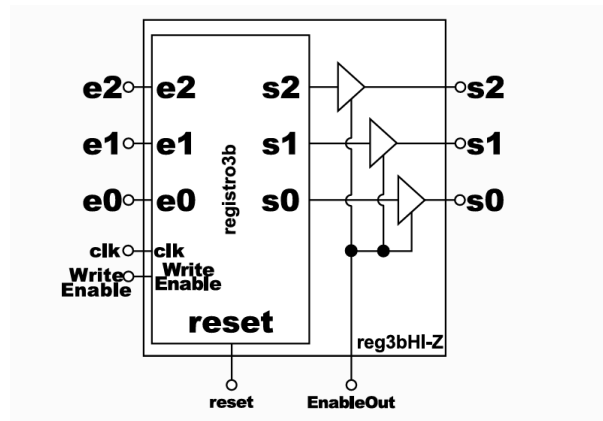 e2 e2 s2 s2
e1 e1 s1 s1
registro3b
e0 e0 s0 s0
clk clk
Write Write
Enable Enable
reset
reg3bHI-Z
reset EnableOut